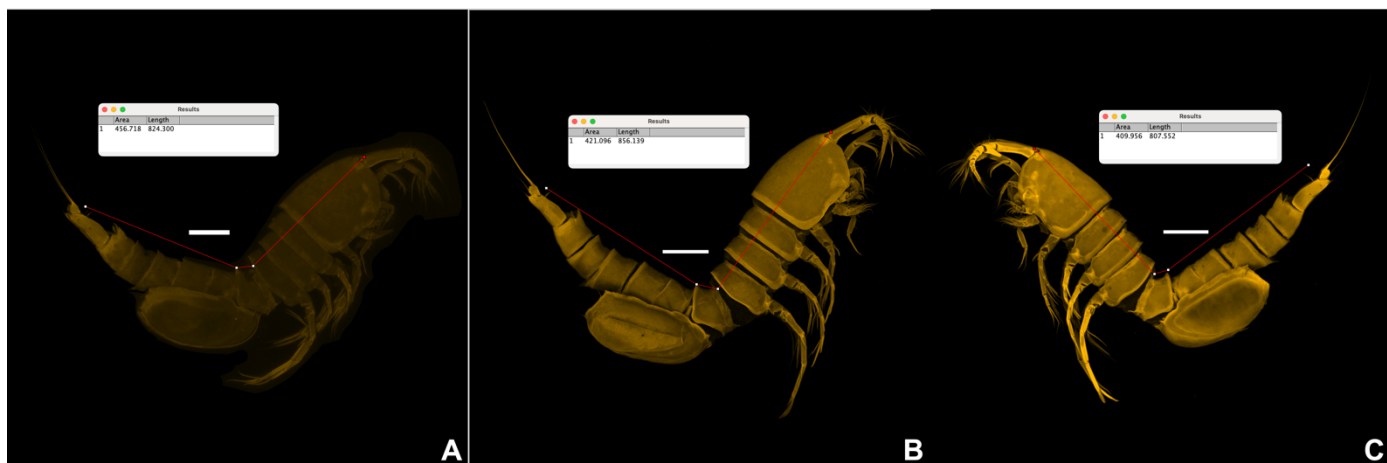 Results
Area Length
1 456.718 824.300
A
Results
Area Length
1 421.096 856.139
B
Results
Area Length
1 409.956 807.552
C